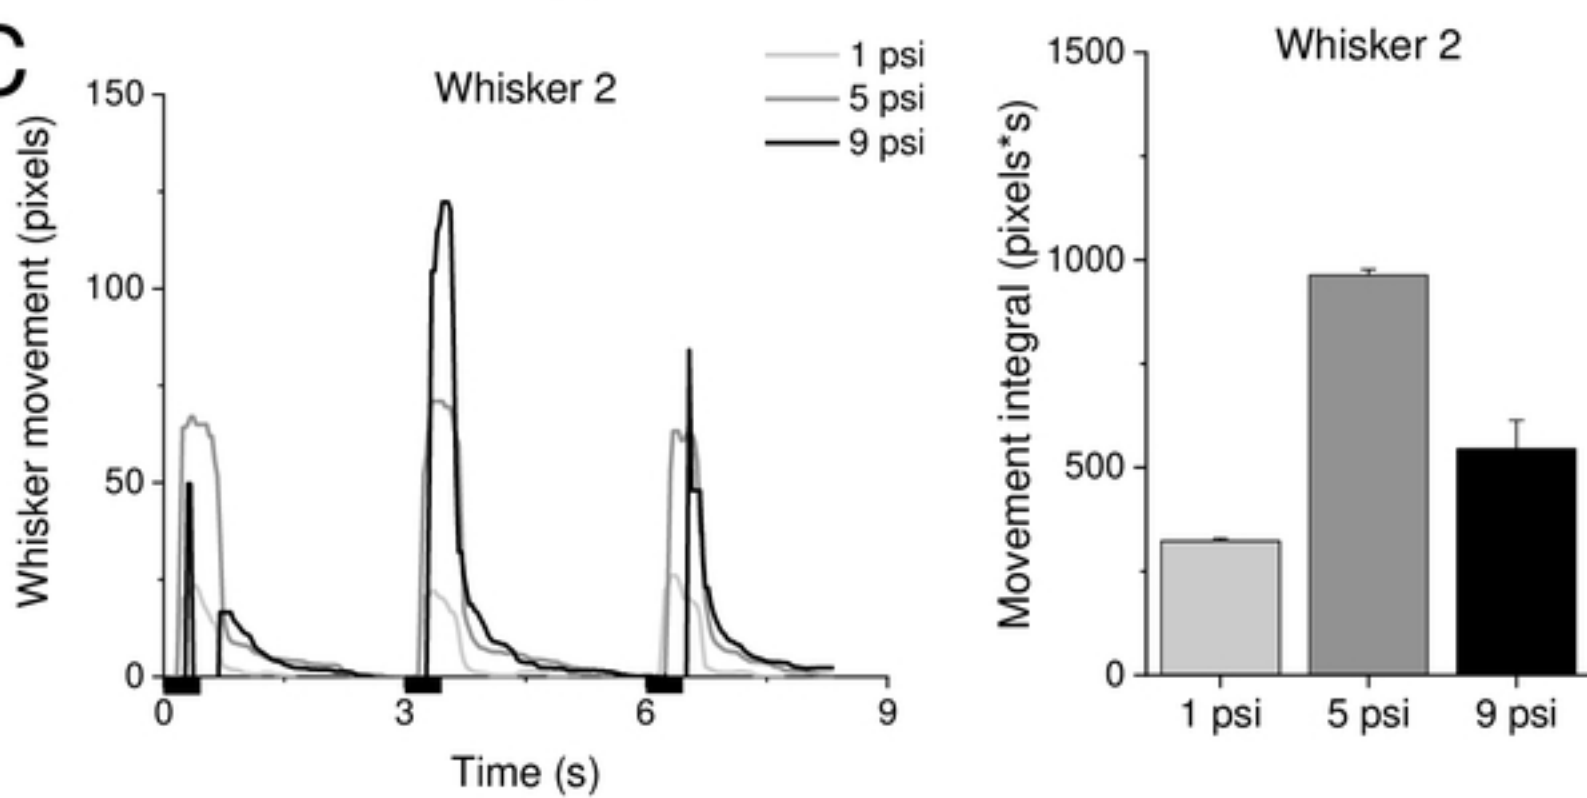 C
Whisker 2
1 psi
5 psi
9 psi
150
100
50
0
Whisker movement (pixels)
0 3 6 9
Time (s)
Whisker 2
1500
1000
500
0
Movement integral (pixels*s)
1 psi 5 psi 9 psi